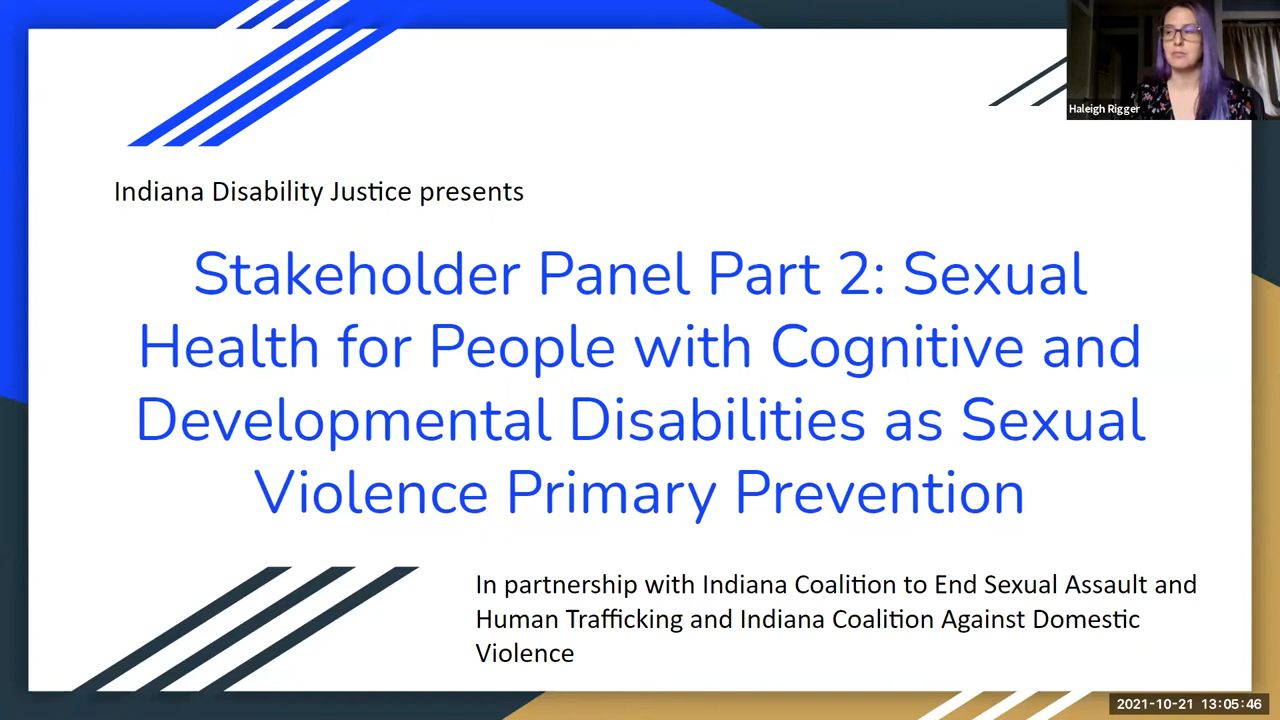 Haleigh Rigger
Indiana Disability Justice presents
Stakeholder Panel Part 2: Sexual
Health for People with Cognitive and
Developmental Disabilities as Sexual
Violence Primary Prevention
In partnership with Indiana Coalition to End Sexual Assault and
Human Trafficking and Indiana Coalition Against Domestic
Violence
2021-10-21 13:05:46